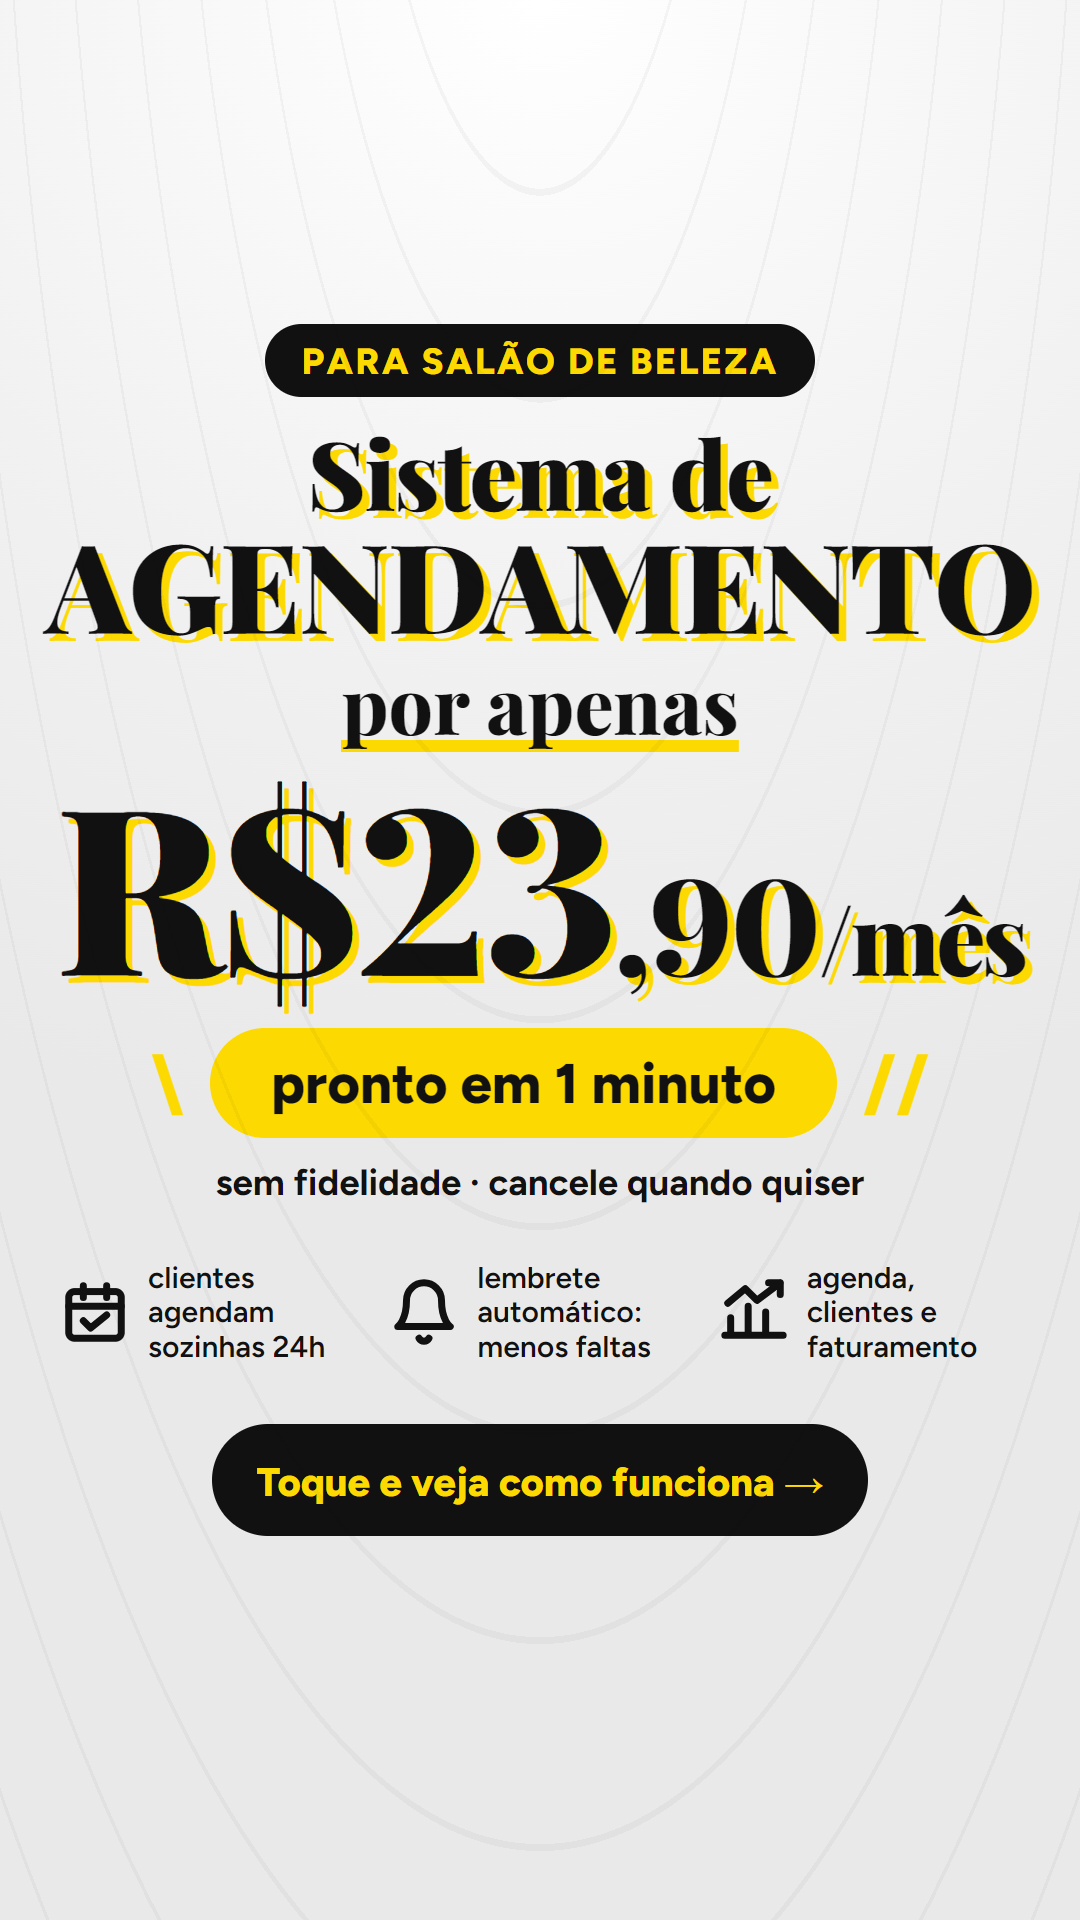 PARA SALÃO DE BELEZA
Sistema de
AGENDAMENTO
por apenas
R$23,90/mês
\ pronto em 1 minuto //
sem fidelidade · cancele quando quiser
clientes
agendam
sozinhas 24h
lembrete
automático:
menos faltas
agenda,
clientes e
faturamento
Toque e veja como funciona →